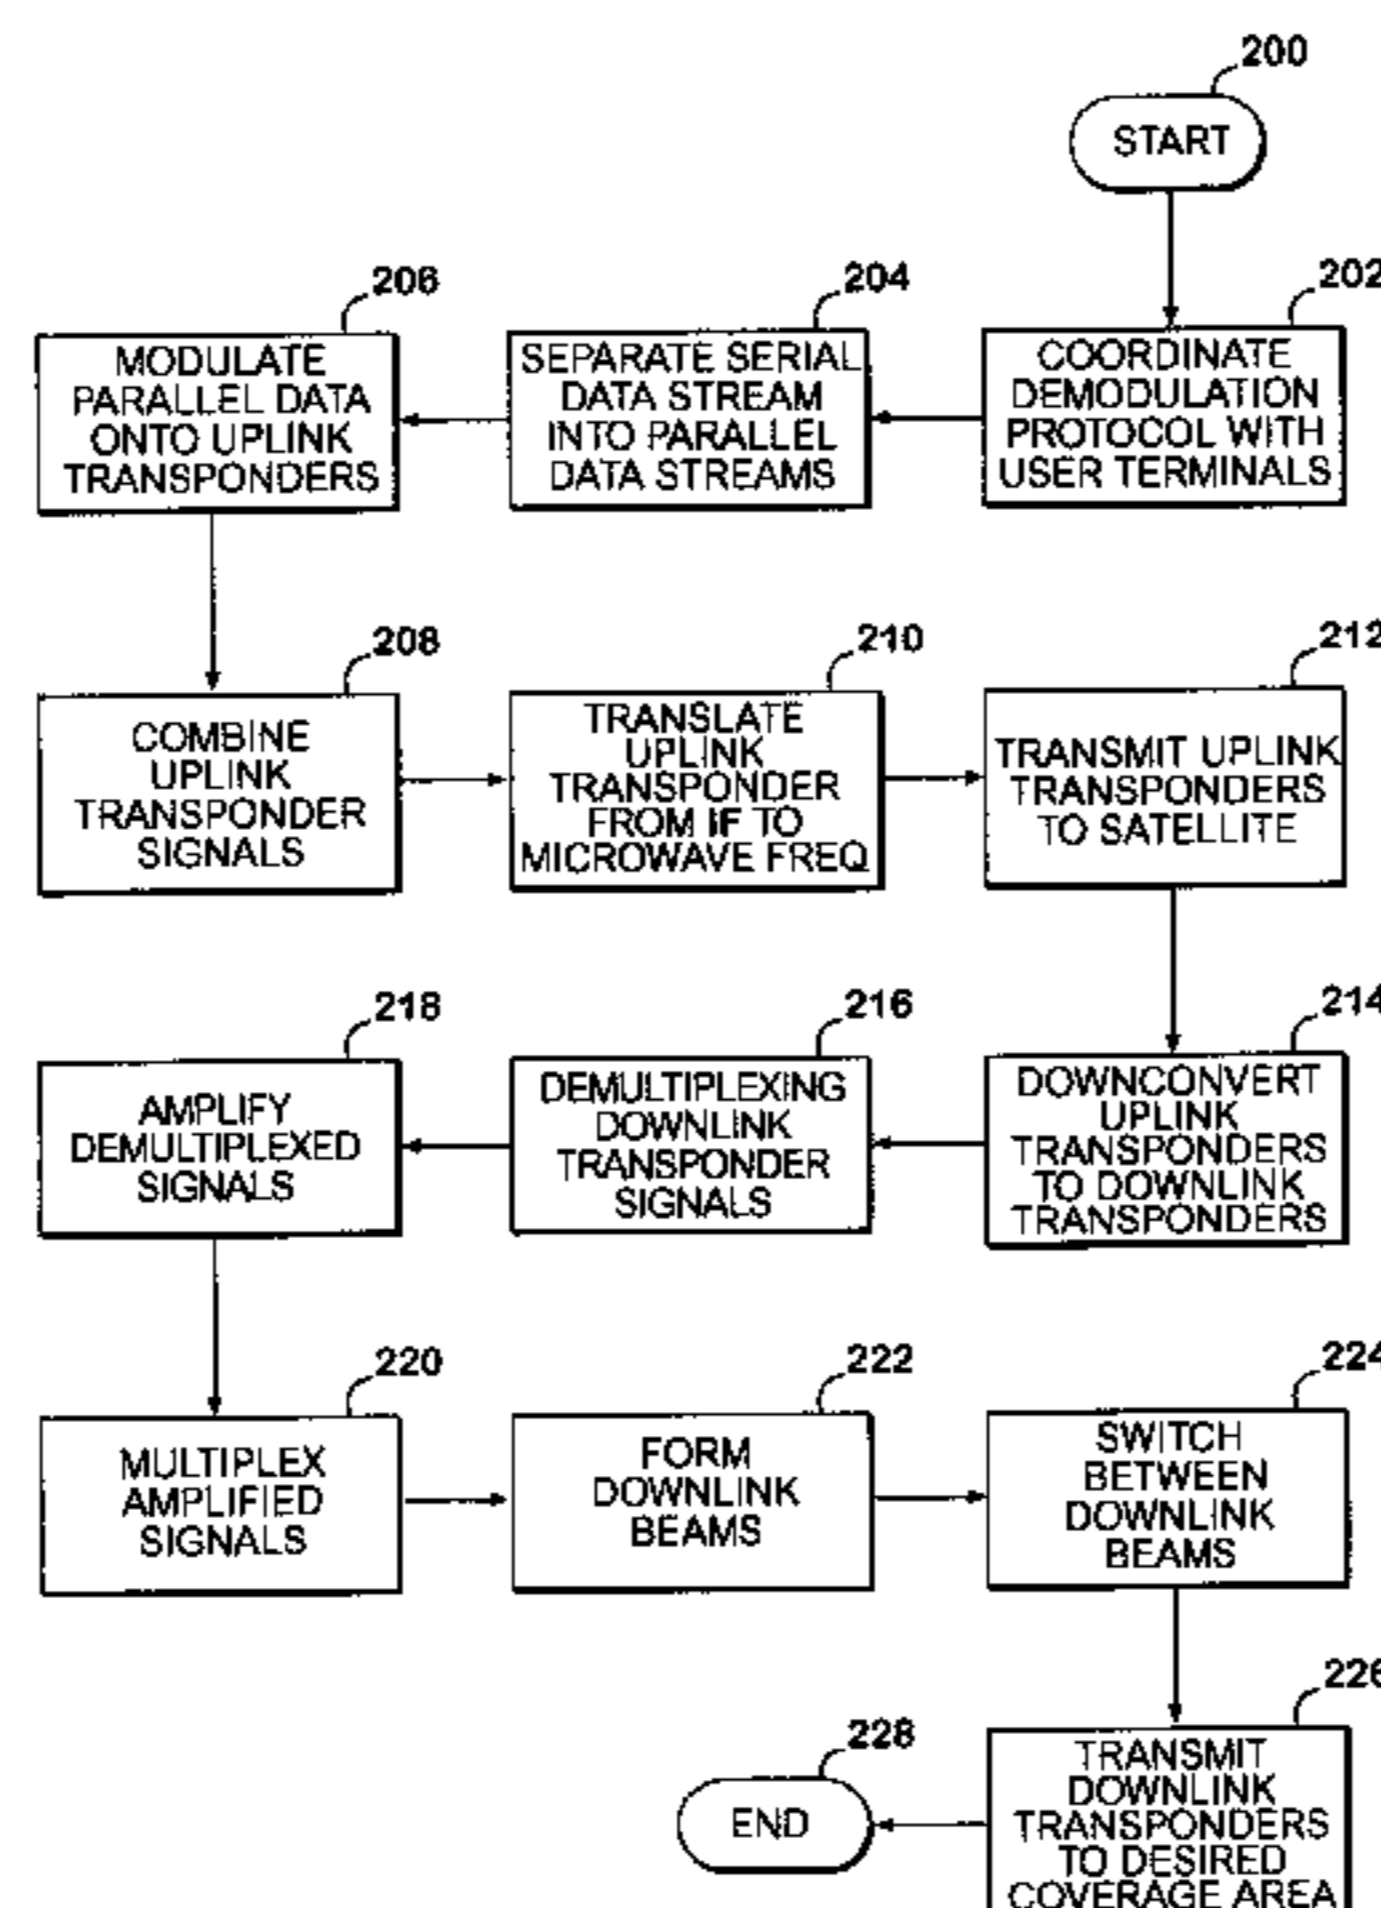 200
START
202
COORDINATE
DEMODULATION
PROTOCOL WITH
USER TERMINALS
204
SEPARATE SERIAL
DATA STREAM
INTO PARALLEL
DATA STREAMS
206
MODULATE
PARALLEL DATA
ONTO UPLINK
TRANSPONDERS
208
COMBINE
UPLINK
TRANSPONDER
SIGNALS
210
TRANSLATE
UPLINK
TRANSPONDER
FROM IF TO
MICROWAVE FREQ
212
TRANSMIT UPLINK
TRANSPONDERS
TO SATELLITE
214
DOWNCONVERT
UPLINK
TRANSPONDERS
TO DOWNLINK
TRANSPONDERS
216
DEMULTIPLEXING
DOWNLINK
TRANSPONDER
SIGNALS
218
AMPLIFY
DEMULTIPLEXED
SIGNALS
220
MULTIPLEX
AMPLIFIED
SIGNALS
222
FORM
DOWNLINK
BEAMS
224
SWITCH
BETWEEN
DOWNLINK
BEAMS
226
TRANSMIT
DOWNLINK
TRANSPONDERS
TO DESIRED
COVERAGE AREA
228
END